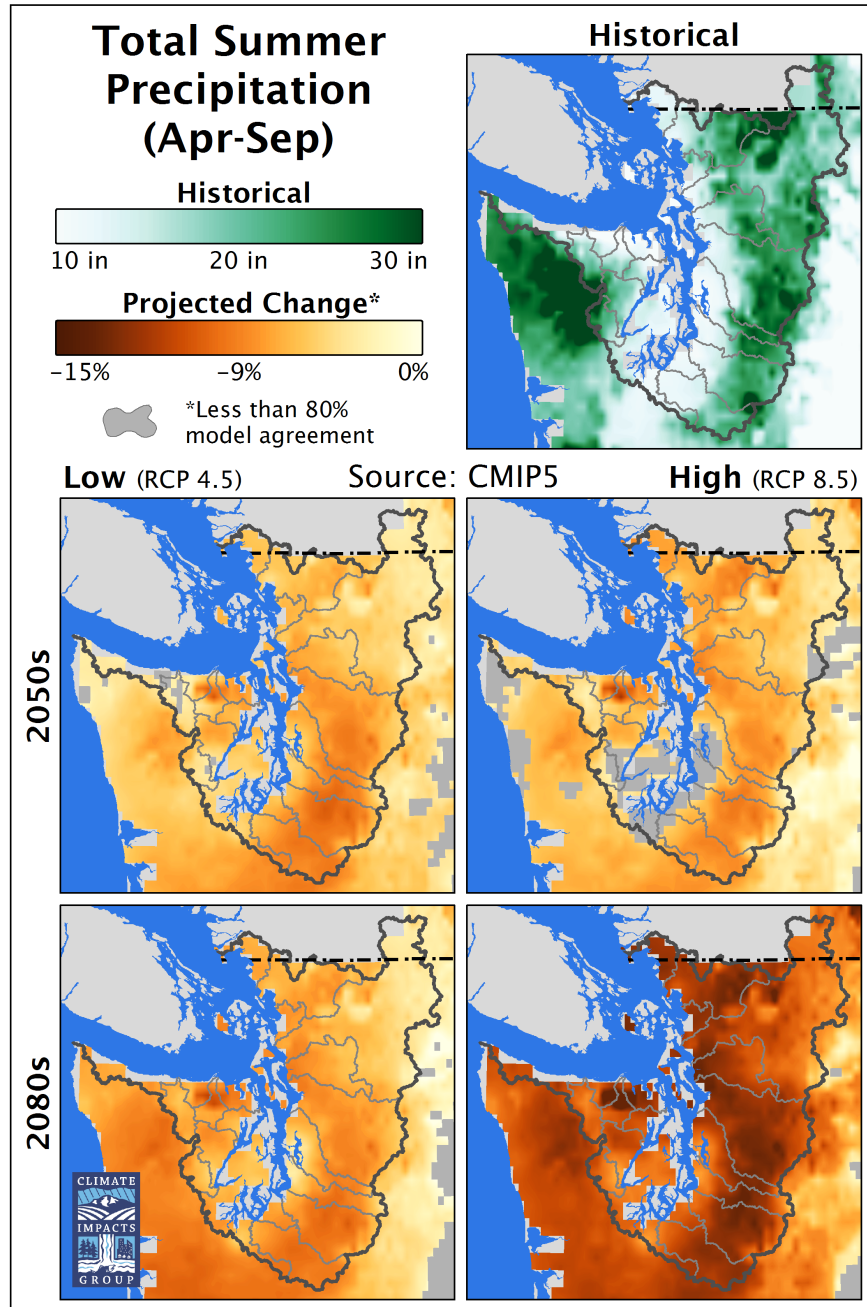 Total Summer
Precipitation
(Apr-Sep)
Historical
10 in 20 in 30 in
Projected Change*
−15% −9% 0%
*Less than 80%
model agreement
Historical
Low (RCP 4.5) Source: CMIP5 High (RCP 8.5)
2050s
2080s
CLIMATE
IMPACTS
GROUP